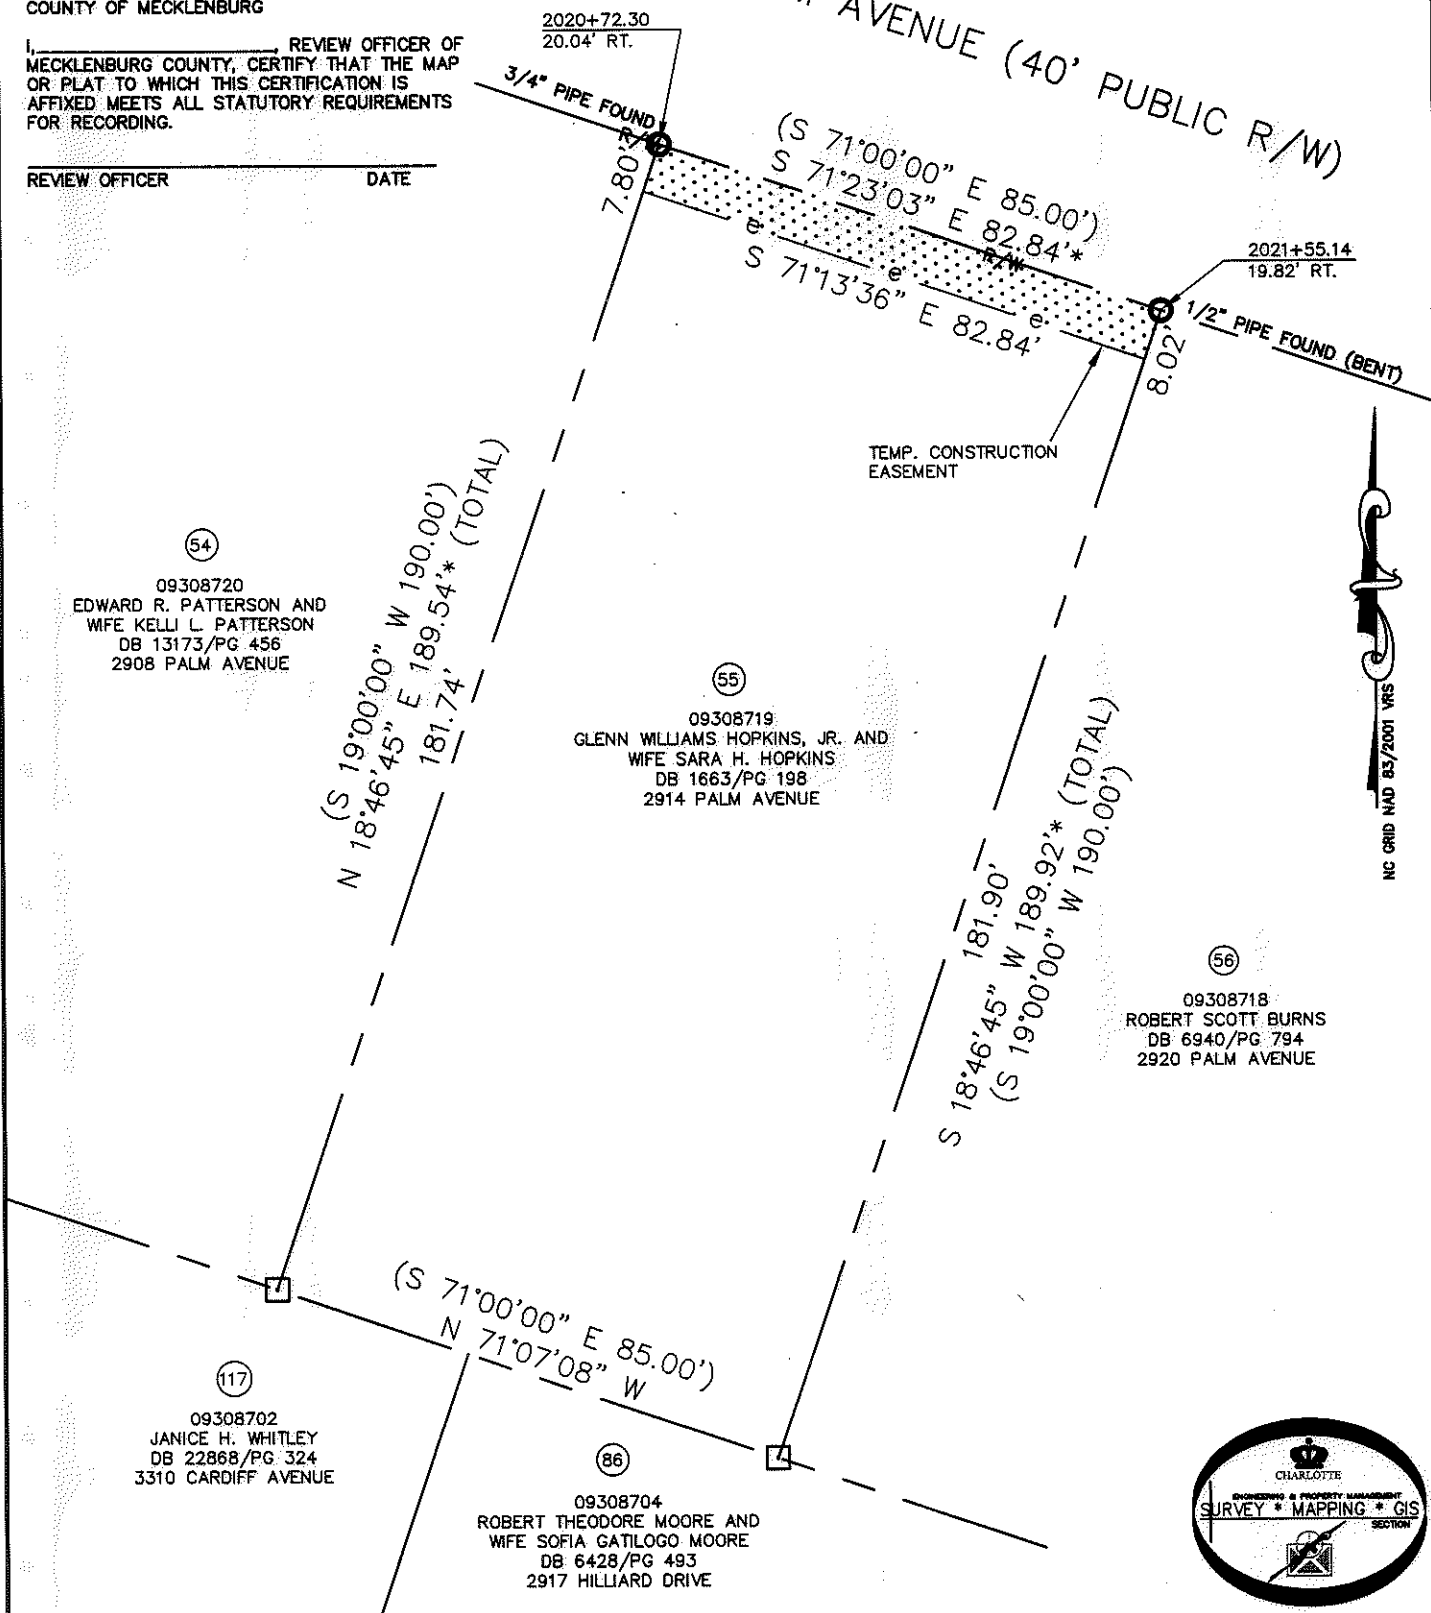 COUNTY OF MECKLENBURG
I,____________________, REVIEW OFFICER OF
MECKLENBURG COUNTY, CERTIFY THAT THE MAP
OR PLAT TO WHICH THIS CERTIFICATION IS
AFFIXED MEETS ALL STATUTORY REQUIREMENTS
FOR RECORDING.
REVIEW OFFICER DATE
2020+72.30
20.04' RT.
AVENUE (40' PUBLIC R/W)
3/4" PIPE FOUND
R/W
7.80'
(S 71°00'00" E 85.00')
S 71°23'03" E 82.84'*
R/W
S 71°13'36" E 82.84'
e
e
e
2021+55.14
19.82' RT.
1/2" PIPE FOUND (BENT)
8.02'
TEMP. CONSTRUCTION
EASEMENT
54
09308720
EDWARD R. PATTERSON AND
WIFE KELLI L. PATTERSON
DB 13173/PG 456
2908 PALM AVENUE
(S 19°00'00" W 190.00')
N 18°46'45" E 189.54'* (TOTAL)
181.74'
55
09308719
GLENN WILLIAMS HOPKINS, JR. AND
WIFE SARA H. HOPKINS
DB 1663/PG 198
2914 PALM AVENUE
181.90'
S 18°46'45" W 189.92'* (TOTAL)
(S 19°00'00" W 190.00')
NC GRID NAD 83/2001 VRS
56
09308718
ROBERT SCOTT BURNS
DB 6940/PG 794
2920 PALM AVENUE
(S 71°00'00" E 85.00')
N 71°07'08" W
117
09308702
JANICE H. WHITLEY
DB 22868/PG 324
3310 CARDIFF AVENUE
86
09308704
ROBERT THEODORE MOORE AND
WIFE SOFIA GATILOGO MOORE
DB 6428/PG 493
2917 HILLIARD DRIVE
CHARLOTTE
ENGINEERING & PROPERTY MANAGEMENT
SURVEY * MAPPING * GIS
SECTION